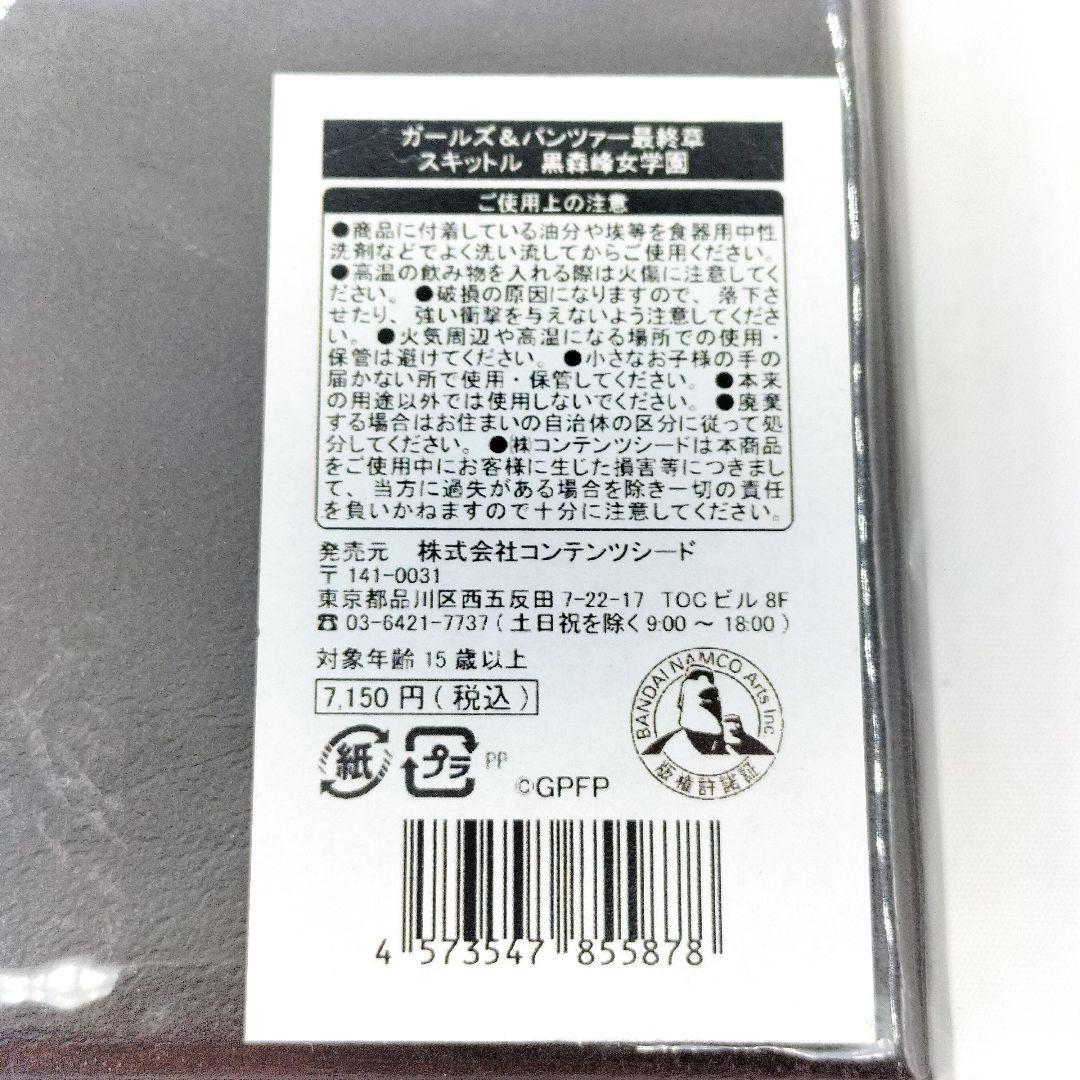 ガールズ＆パンツァー最終章
スキットル 黒森峰女学園
ご使用上の注意
●商品に付着している油分や埃等を食器用中性
洗剤などでよく洗い流してからご使用ください。
●高温の飲み物を入れる際は火傷に注意してく
ださい。●破損の原因になりますので、落下さ
せたり、強い衝撃を与えないよう注意してくださ
い。●火気周辺や高温になる場所での使用・
保管は避けてください。●小さなお子様の手の
届かない所で使用・保管してください。●本来
の用途以外では使用しないでください。●廃棄
する場合はお住まいの自治体の区分に従って処
分してください。●㈱コンテンツシードは本商品
をご使用中にお客様に生じた損害等につきまし
て、当方に過失がある場合を除き一切の責任
を負いかねますので十分に注意してください。
発売元 株式会社コンテンツシード
〒141-0031
東京都品川区西五反田7-22-17 TOCビル8F
☎03-6421-7737(土日祝を除く9:00～18:00)
対象年齢15歳以上
7,150円(税込)
BANDAI NAMCO Arts Inc.
版権許諾証
紙
プラ
PP
©GPFP
4 573547 855878